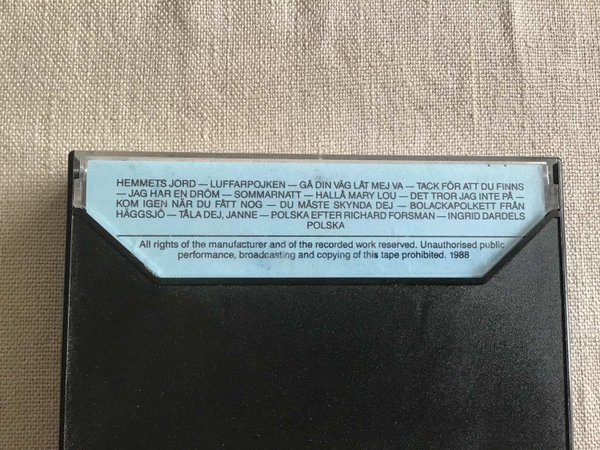 HEMMETS JORD — LUFFARPOJKEN — GÅ DIN VÄG LÅT MEJ VA — TACK FÖR ATT DU FINNS
— JAG HAR EN DRÖM — SOMMARNATT — HALLÅ MARY LOU — DET TROR JAG INTE PÅ —
KOM IGEN NÄR DU FÅTT NOG — DU MÅSTE SKYNDA DEJ — BOLACKAPOLKETT FRÅN
HÄGGSJÖ — TÅLA DEJ, JANNE — POLSKA EFTER RICHARD FORSMAN — INGRID DARDELS
POLSKA
All rights of the manufacturer and of the recorded work reserved. Unauthorised public
performance, broadcasting and copying of this tape prohibited. 1988